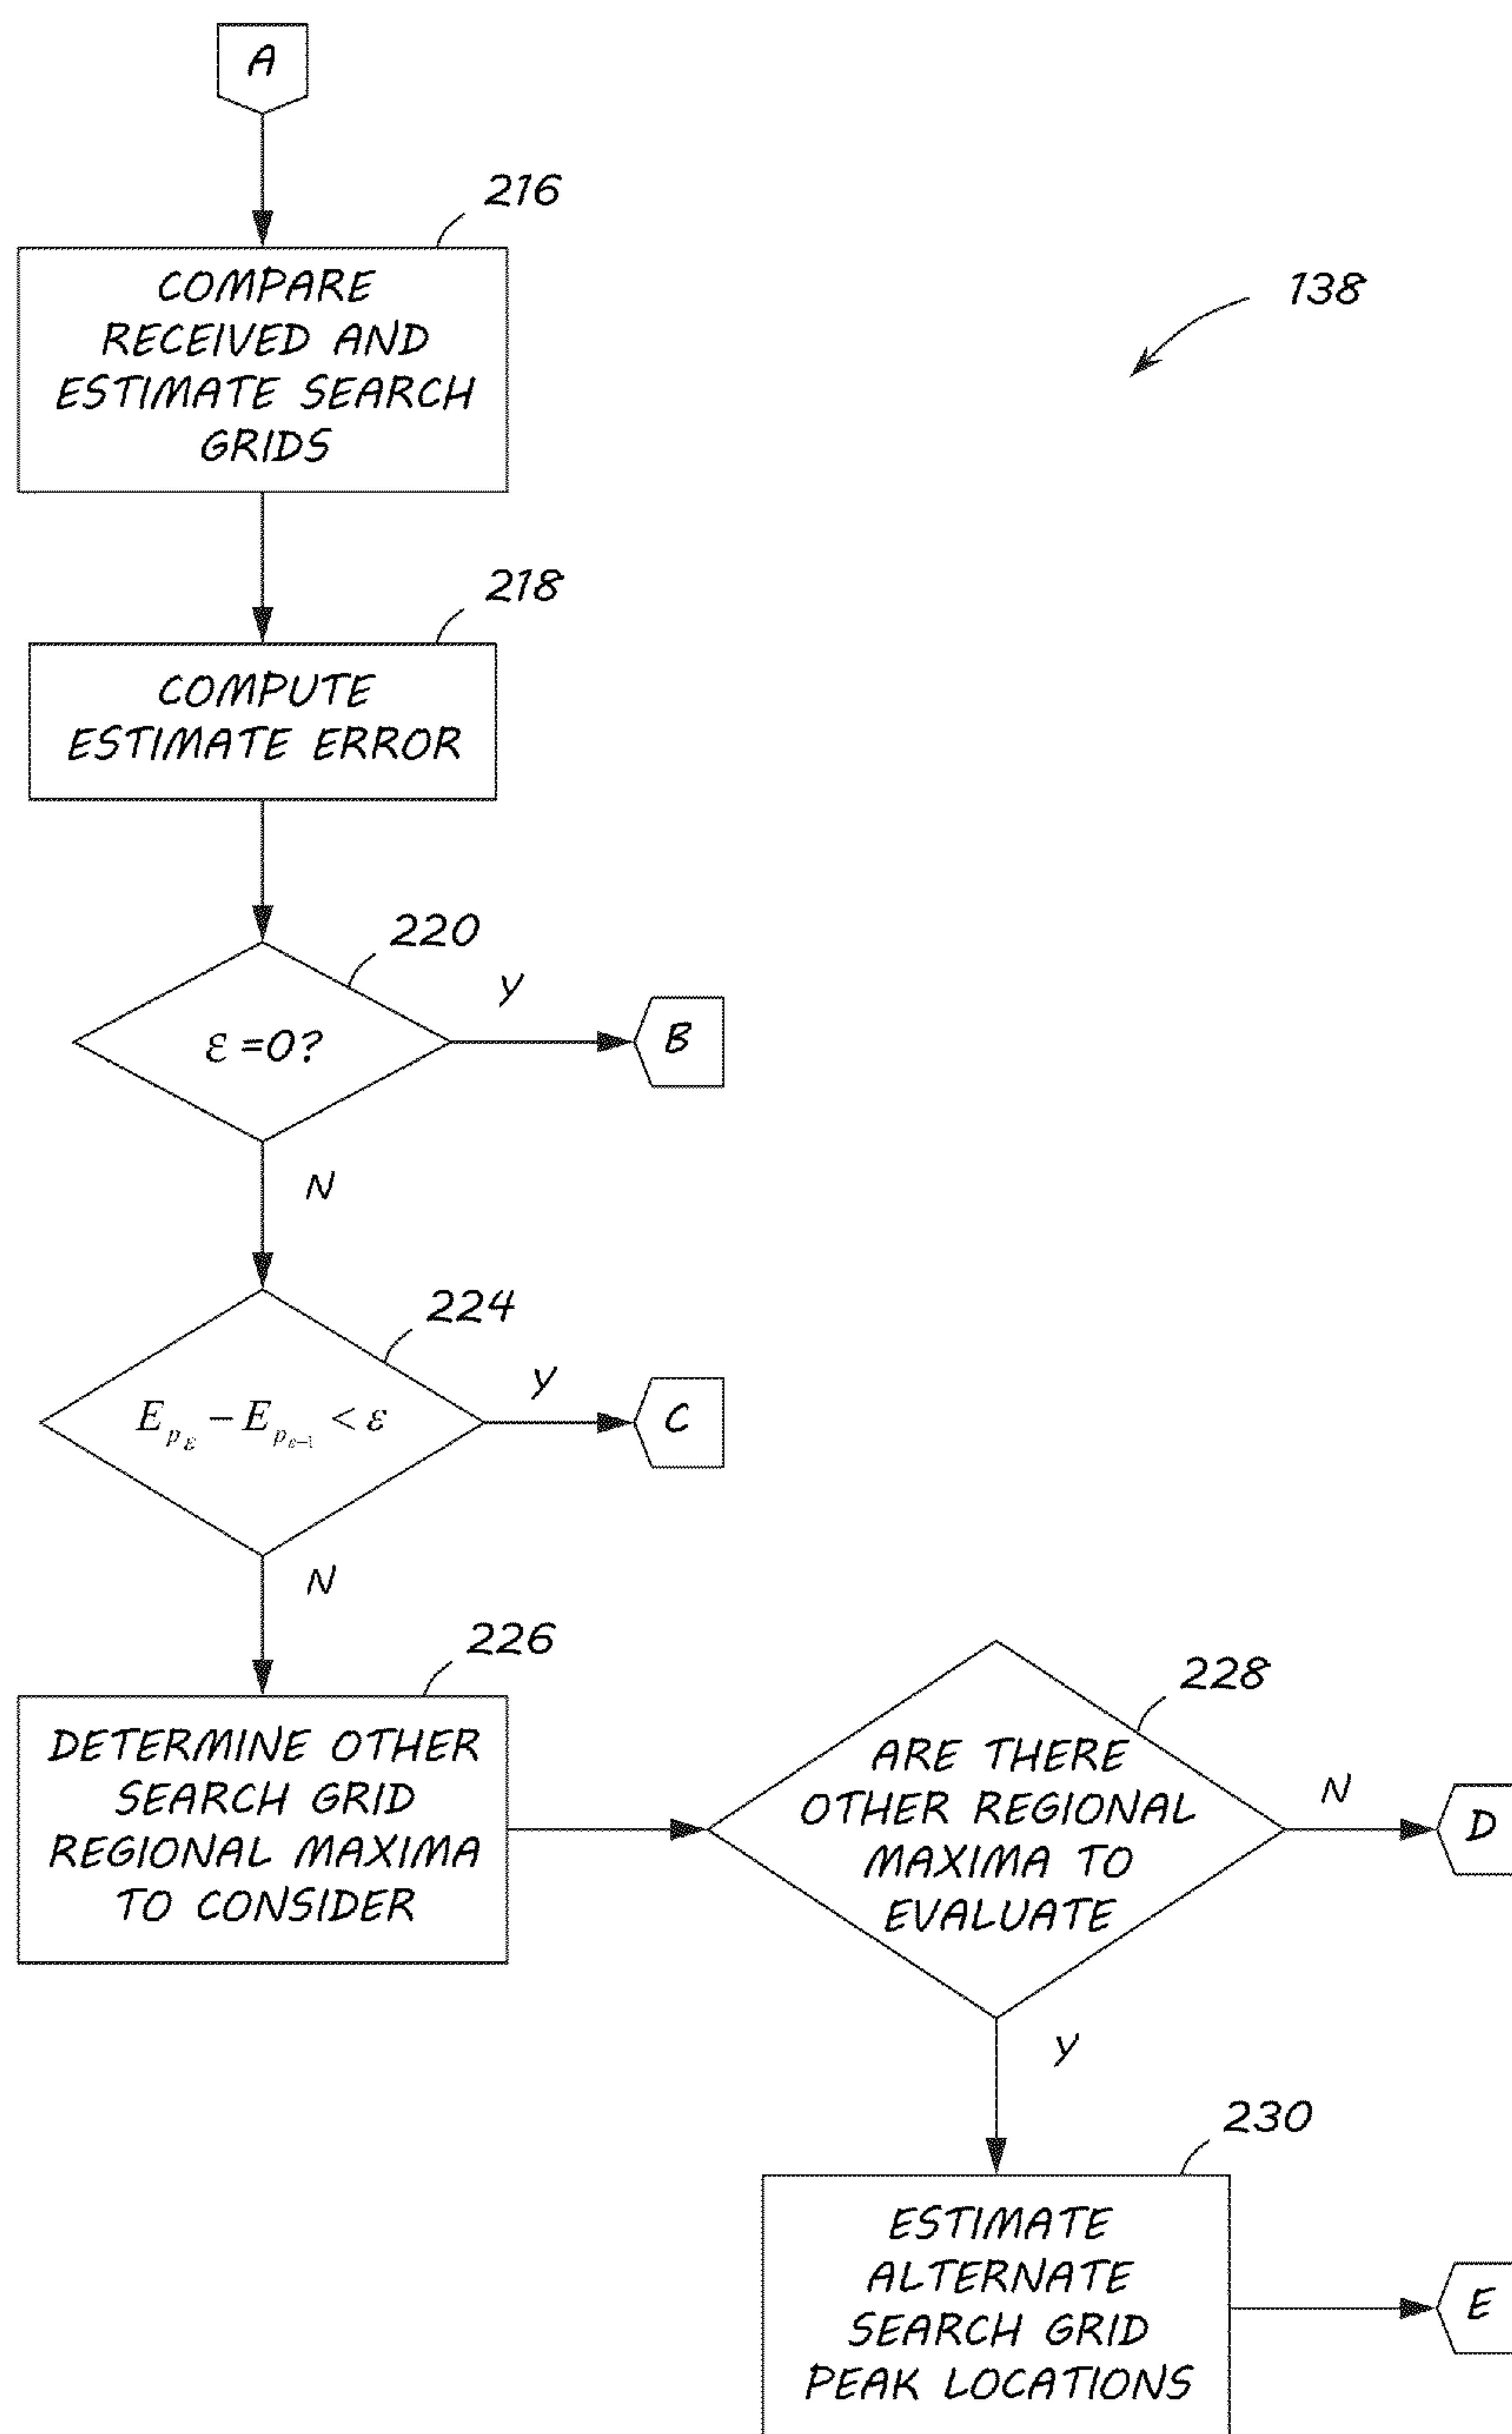 A
216
COMPARE
RECEIVED AND
ESTIMATE SEARCH
GRIDS
138
218
COMPUTE
ESTIMATE ERROR
220
ε =0?
Y
B
N
224
E_{p_ε} − E_{p_{ε−1}} < ε
Y
C
N
226
DETERMINE OTHER
SEARCH GRID
REGIONAL MAXIMA
TO CONSIDER
228
ARE THERE
OTHER REGIONAL
MAXIMA TO
EVALUATE
N
D
Y
230
ESTIMATE
ALTERNATE
SEARCH GRID
PEAK LOCATIONS
E